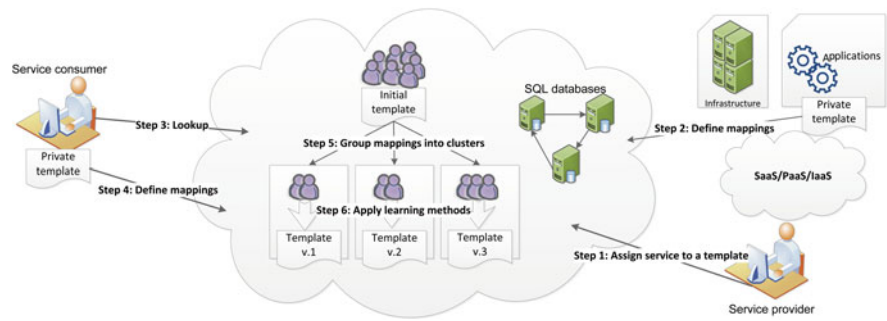 Service consumer
Private
template
Step 3: Lookup
Step 4: Define mappings
Initial
template
Step 5: Group mappings into clusters
Step 6: Apply learning methods
Template
v.1
Template
v.2
Template
v.3
SQL databases
Infrastructure
Applications
Private
template
Step 2: Define mappings
SaaS/PaaS/IaaS
Step 1: Assign service to a template
Service provider